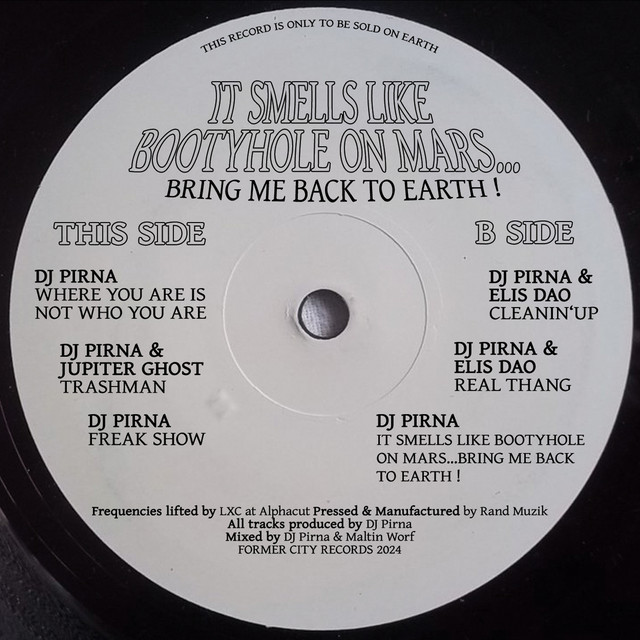 THIS RECORD IS ONLY TO BE SOLD ON EARTH
IT SMELLS LIKE
BOOTYHOLE ON MARS...
BRING ME BACK TO EARTH !
THIS SIDE
DJ PIRNA
WHERE YOU ARE IS
NOT WHO YOU ARE
DJ PIRNA &
JUPITER GHOST
TRASHMAN
DJ PIRNA
FREAK SHOW
B SIDE
DJ PIRNA &
ELIS DAO
CLEANIN'UP
DJ PIRNA &
ELIS DAO
REAL THANG
DJ PIRNA
IT SMELLS LIKE BOOTYHOLE
ON MARS...BRING ME BACK
TO EARTH !
Frequencies lifted by LXC at Alphacut Pressed & Manufactured by Rand Muzik
All tracks produced by DJ Pirna
Mixed by DJ Pirna & Maltin Worf
FORMER CITY RECORDS 2024